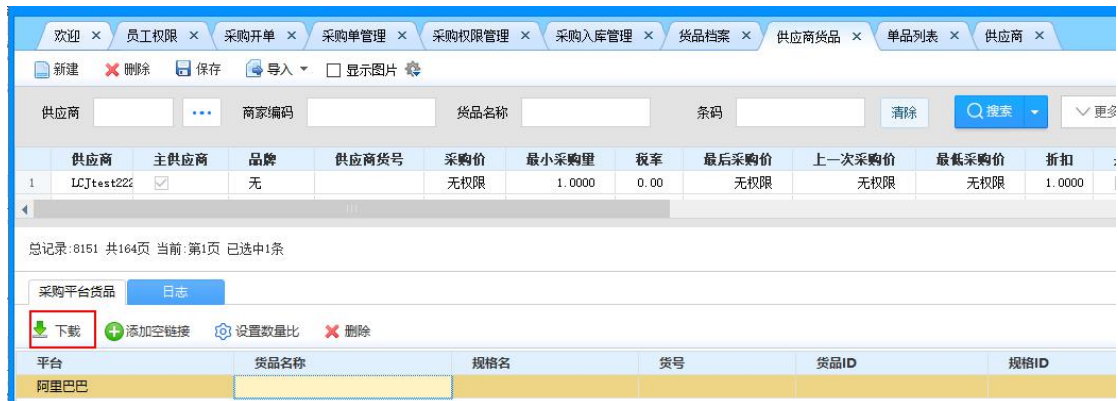 欢迎 × 员工权限 × 采购开单 × 采购单管理 × 采购权限管理 × 采购入库管理 × 货品档案 × 供应商货品 × 单品列表 × 供应商 ×
新建 删除 保存 导入 显示图片
供应商 ... 商家编码 货品名称 条码 清除 搜索 更多
供应商 主供应商 品牌 供应商货号 采购价 最小采购量 税率 最后采购价 上一次采购价 最低采购价 折扣
1 LCJtest222 无 无权限 1.0000 0.00 无权限 无权限 无权限 1.0000
总记录:8151 共164页 当前:第1页 已选中1条
采购平台货品 日志
下载 添加空链接 设置数量比 删除
平台 货品名称 规格名 货号 货品ID 规格ID
阿里巴巴